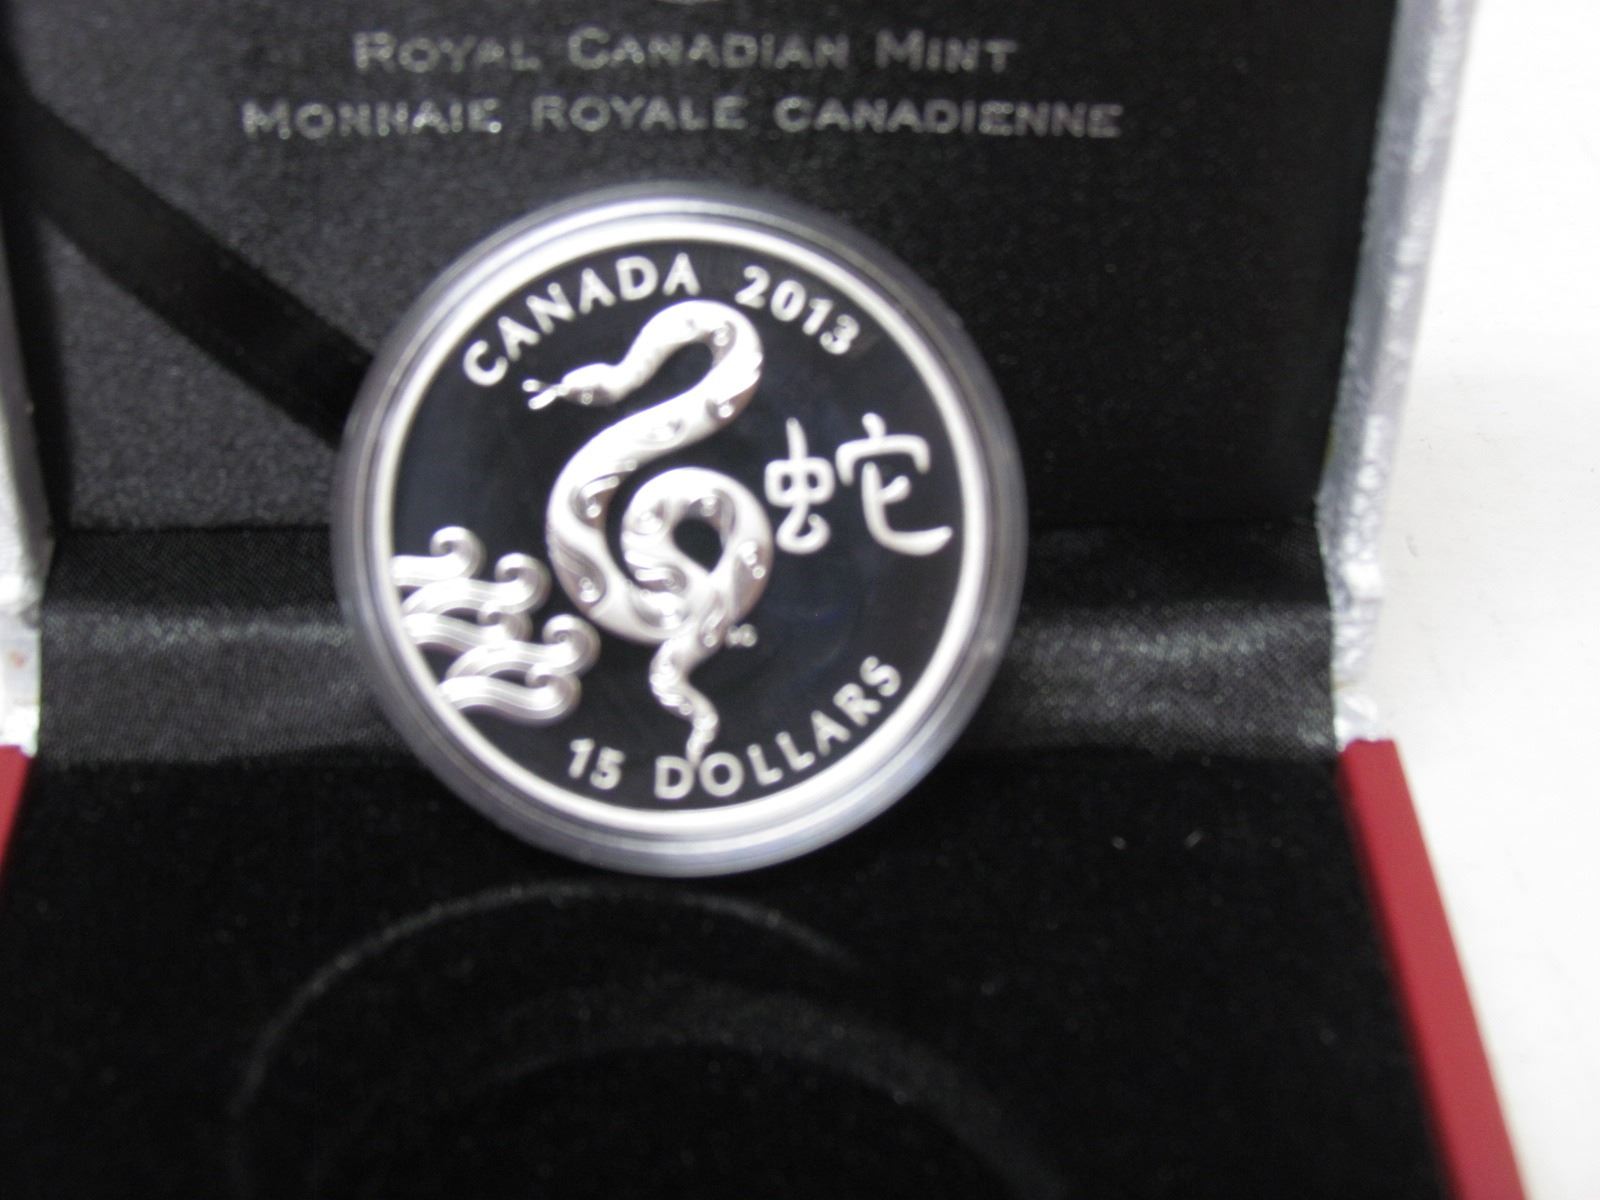 ROYAL CANADIAN MINT
MONNAIE ROYALE CANADIENNE
CANADA 2013
蛇
15 DOLLARS